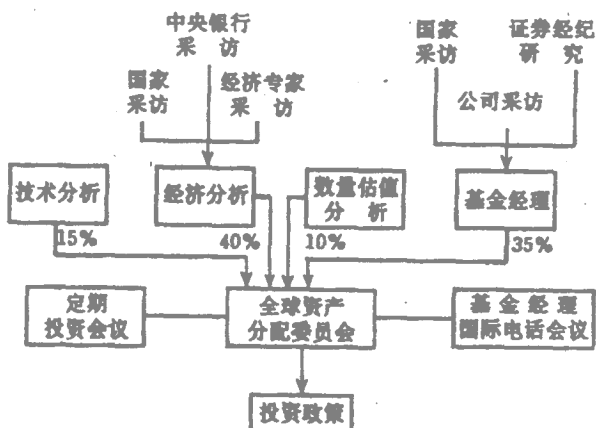 中央银行
采 访
国家
采访
经济专家
采 访
国家
采访
证券经纪
研 究
公司采访
技术分析
经济分析
数量估值
分 析
基金经理
15%
40%
10%
35%
定期
投资会议
全球资产
分配委员会
基金经理
国际电话会议
投资政策